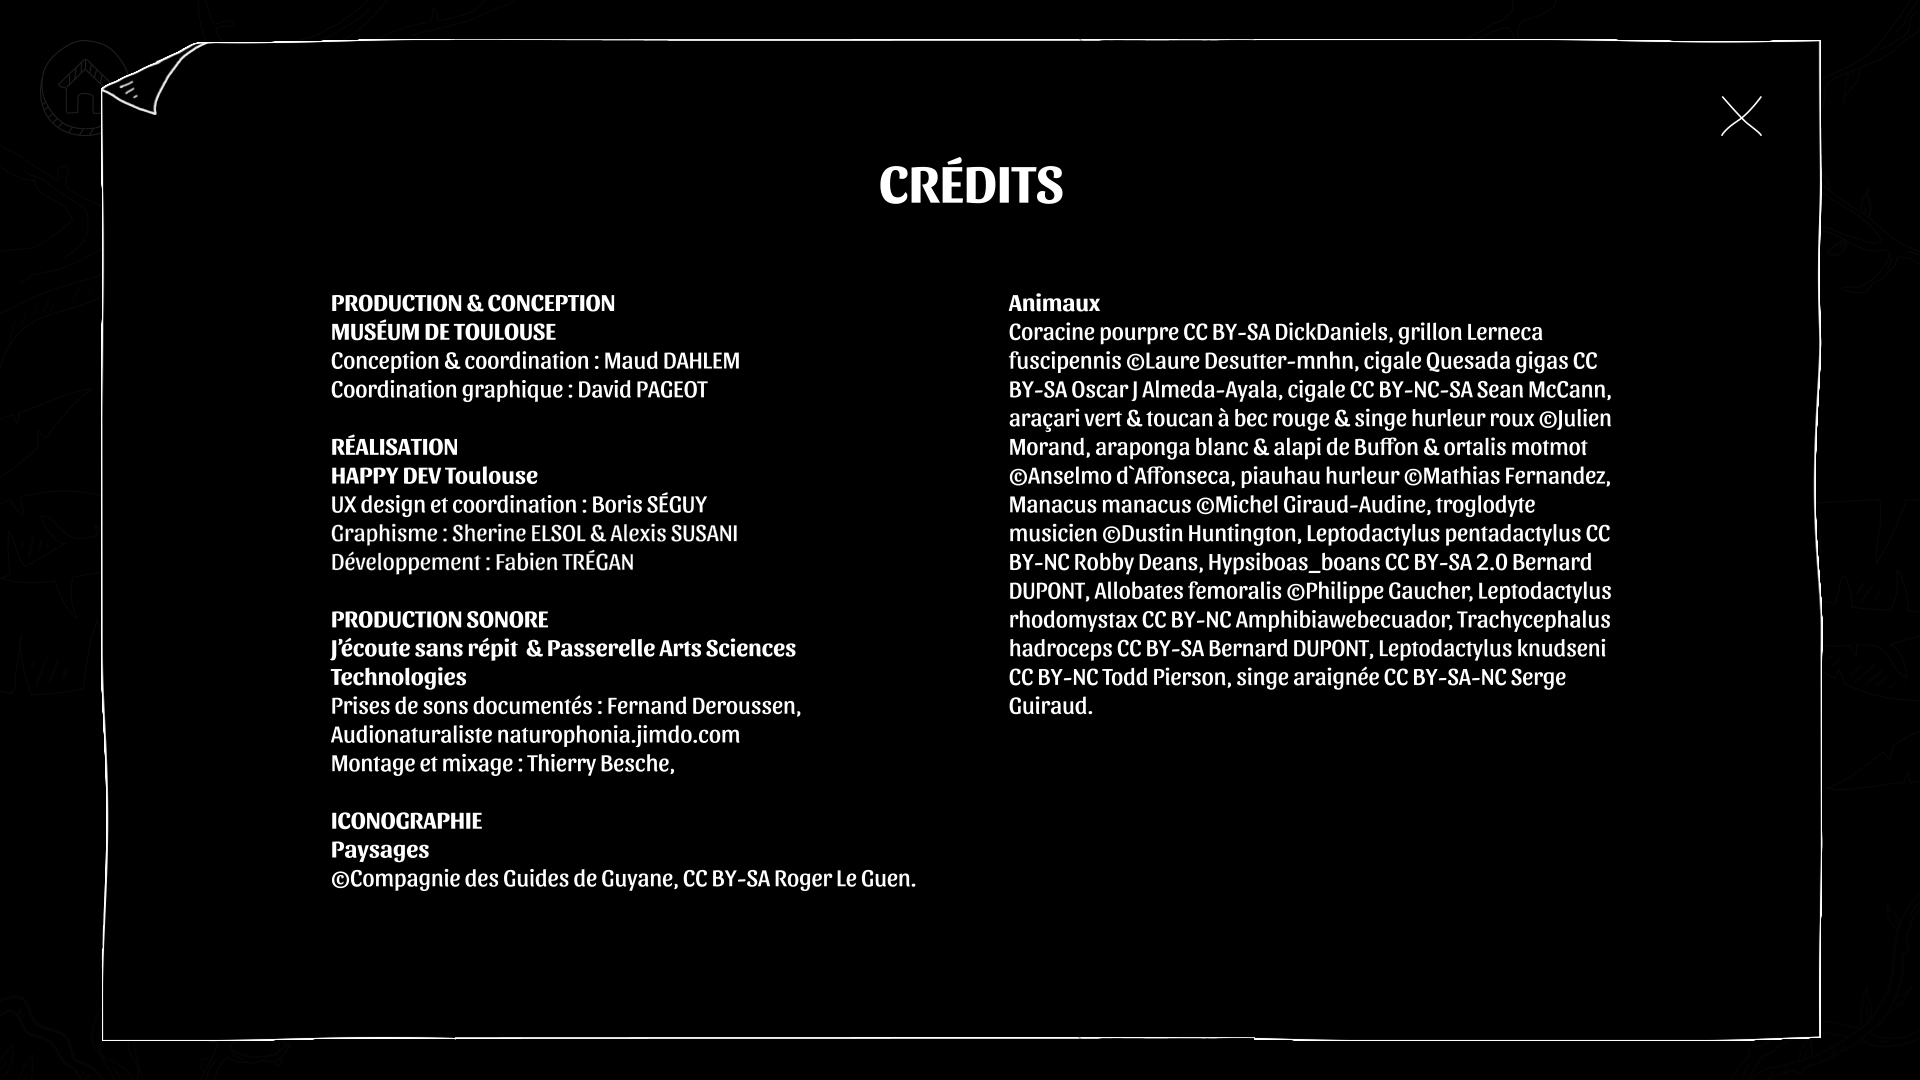 CRÉDITS
PRODUCTION & CONCEPTION
MUSÉUM DE TOULOUSE
Conception & coordination : Maud DAHLEM
Coordination graphique : David PAGEOT
RÉALISATION
HAPPY DEV Toulouse
UX design et coordination : Boris SÉGUY
Graphisme : Sherine ELSOL & Alexis SUSANI
Développement : Fabien TRÉGAN
PRODUCTION SONORE
J'écoute sans répit  & Passerelle Arts Sciences
Technologies
Prises de sons documentés : Fernand Deroussen,
Audionaturaliste naturophonia.jimdo.com
Montage et mixage : Thierry Besche,
ICONOGRAPHIE
Paysages
©Compagnie des Guides de Guyane, CC BY-SA Roger Le Guen.
Animaux
Coracine pourpre CC BY-SA DickDaniels, grillon Lerneca
fuscipennis ©Laure Desutter-mnhn, cigale Quesada gigas CC
BY-SA Oscar J Almeda-Ayala, cigale CC BY-NC-SA Sean McCann,
araçari vert & toucan à bec rouge & singe hurleur roux ©Julien
Morand, araponga blanc & alapi de Buffon & ortalis motmot
©Anselmo d`Affonseca, piauhau hurleur ©Mathias Fernandez,
Manacus manacus ©Michel Giraud-Audine, troglodyte
musicien ©Dustin Huntington, Leptodactylus pentadactylus CC
BY-NC Robby Deans, Hypsiboas_boans CC BY-SA 2.0 Bernard
DUPONT, Allobates femoralis ©Philippe Gaucher, Leptodactylus
rhodomystax CC BY-NC Amphibiawebecuador, Trachycephalus
hadroceps CC BY-SA Bernard DUPONT, Leptodactylus knudseni
CC BY-NC Todd Pierson, singe araignée CC BY-SA-NC Serge
Guiraud.